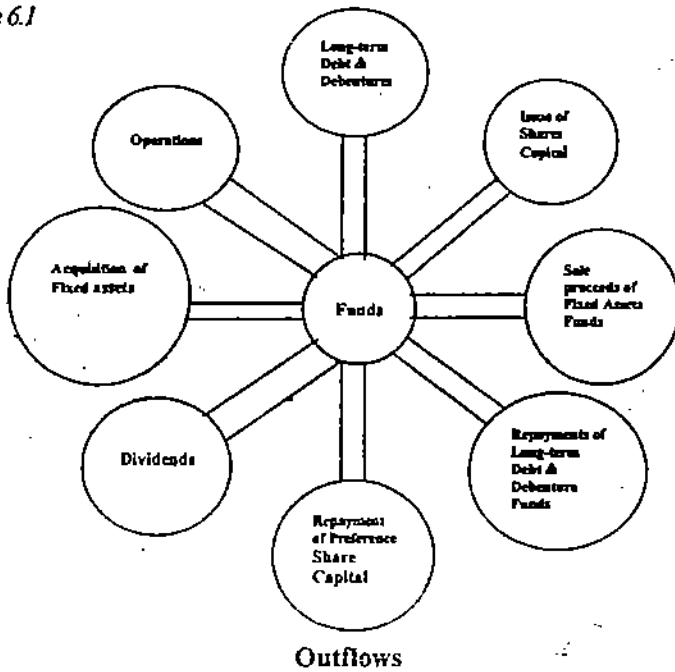 6.1
Long-term
Debt &
Debentures
Issue of
Shares
Capital
Operations
Acquisition of
Fixed assets
Funds
Sale
proceeds of
Fixed Assets
Funds
Dividends
Repayments of
Long-term
Debt &
Debenture
Funds
Repayment
of Preference
Share
Capital
Outflows